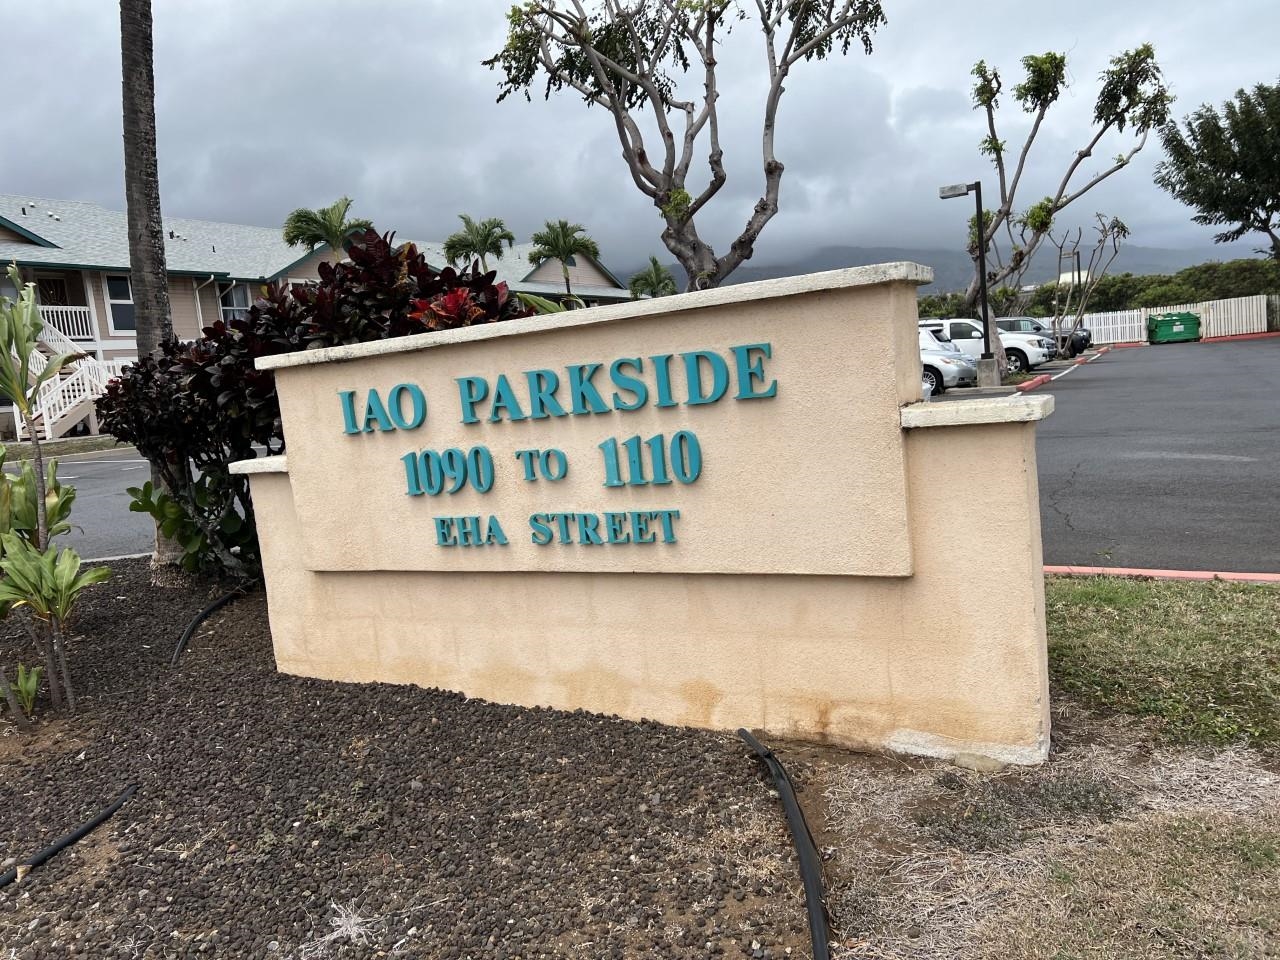 IAO PARKSIDE
1090 TO 1110
EHA STREET